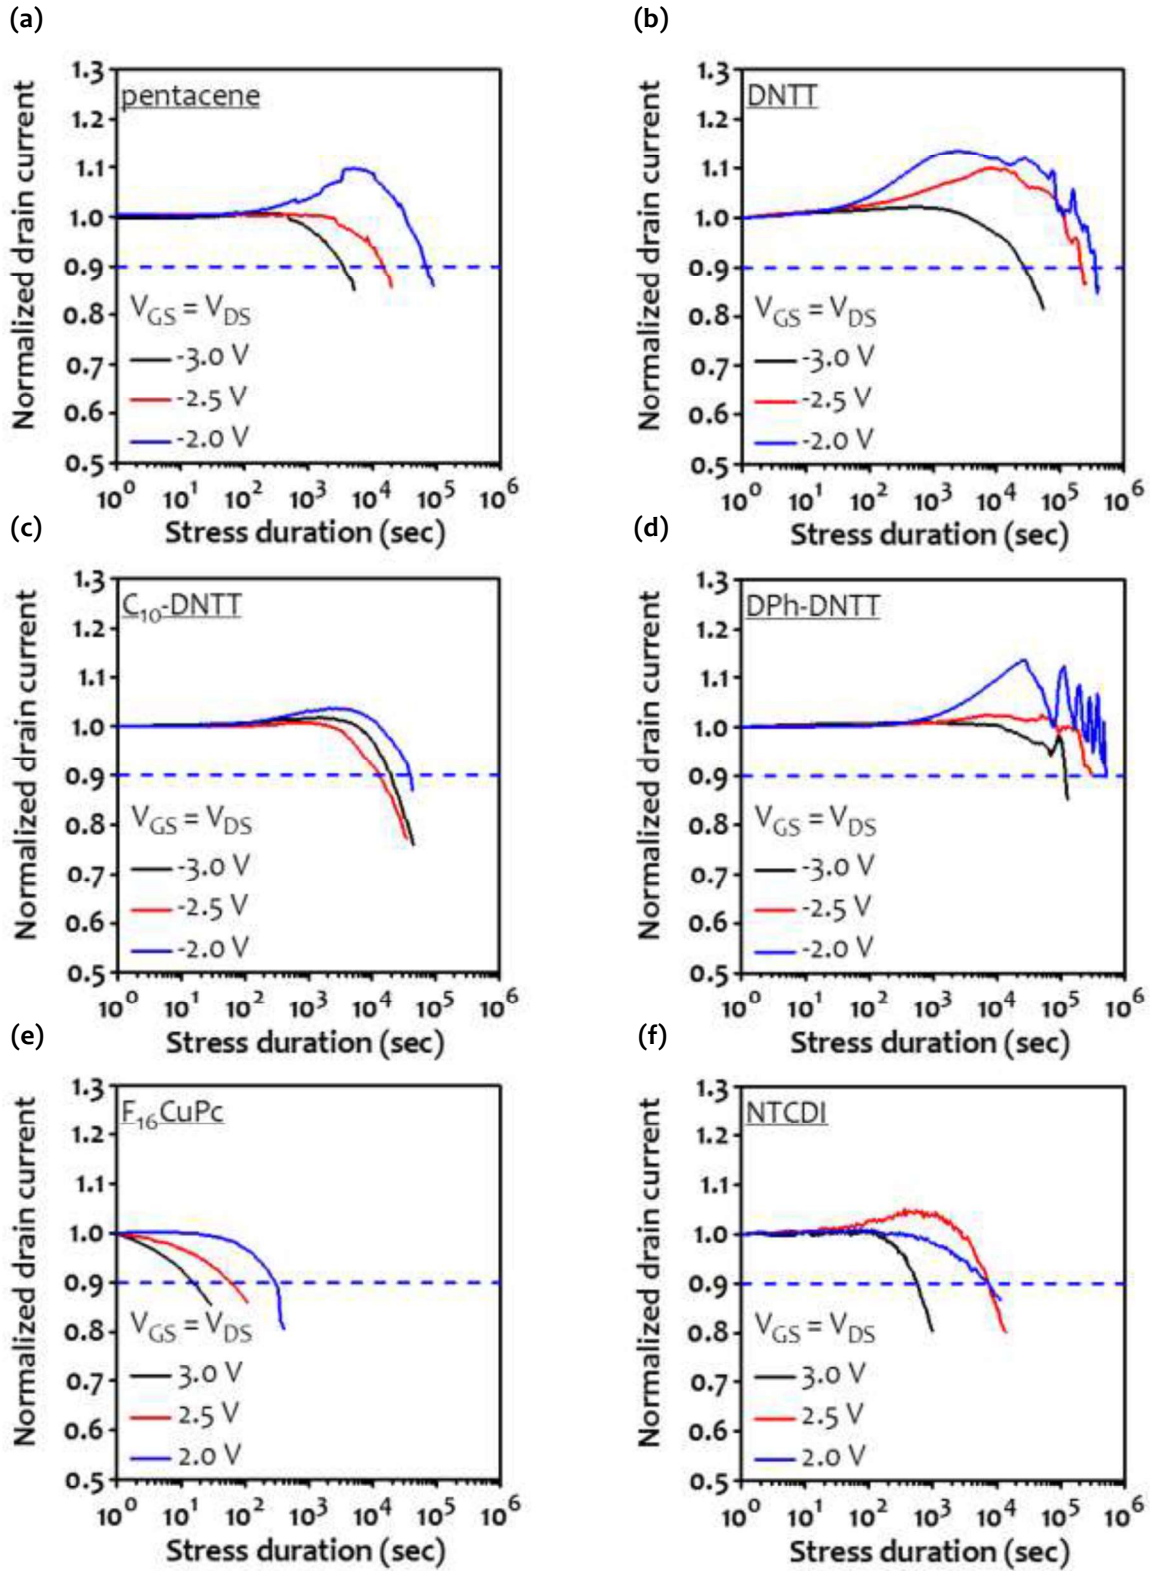 (a)
(b)
Normalized drain current
1.3
1.2
1.1
1.0
0.9
0.8
0.7
0.6
0.5
pentacene
V_GS = V_DS
-3.0 V
-2.5 V
-2.0 V
10⁰ 10¹ 10² 10³ 10⁴ 10⁵ 10⁶
Stress duration (sec)
Normalized drain current
1.3
1.2
1.1
1.0
0.9
0.8
0.7
0.6
0.5
DNTT
V_GS = V_DS
-3.0 V
-2.5 V
-2.0 V
10⁰ 10¹ 10² 10³ 10⁴ 10⁵ 10⁶
Stress duration (sec)
(c)
(d)
Normalized drain current
1.3
1.2
1.1
1.0
0.9
0.8
0.7
0.6
0.5
C₁₀-DNTT
V_GS = V_DS
-3.0 V
-2.5 V
-2.0 V
10⁰ 10¹ 10² 10³ 10⁴ 10⁵ 10⁶
Stress duration (sec)
Normalized drain current
1.3
1.2
1.1
1.0
0.9
0.8
0.7
0.6
0.5
DPh-DNTT
V_GS = V_DS
-3.0 V
-2.5 V
-2.0 V
10⁰ 10¹ 10² 10³ 10⁴ 10⁵ 10⁶
Stress duration (sec)
(e)
(f)
Normalized drain current
1.3
1.2
1.1
1.0
0.9
0.8
0.7
0.6
0.5
F₁₆CuPc
V_GS = V_DS
3.0 V
2.5 V
2.0 V
10⁰ 10¹ 10² 10³ 10⁴ 10⁵ 10⁶
Stress duration (sec)
Normalized drain current
1.3
1.2
1.1
1.0
0.9
0.8
0.7
0.6
0.5
NTCDI
V_GS = V_DS
3.0 V
2.5 V
2.0 V
10⁰ 10¹ 10² 10³ 10⁴ 10⁵ 10⁶
Stress duration (sec)